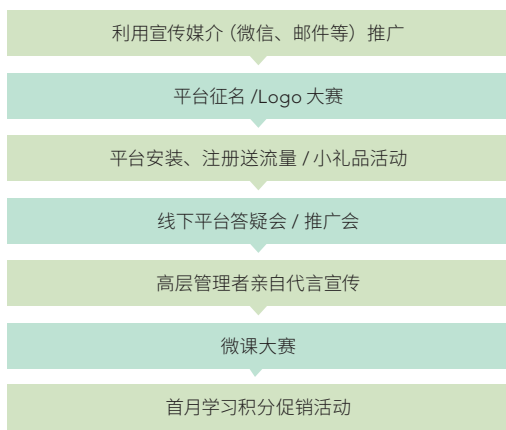 利用宣传媒介（微信、邮件等）推广
平台征名 /Logo 大赛
平台安装、注册送流量 / 小礼品活动
线下平台答疑会 / 推广会
高层管理者亲自代言宣传
微课大赛
首月学习积分促销活动